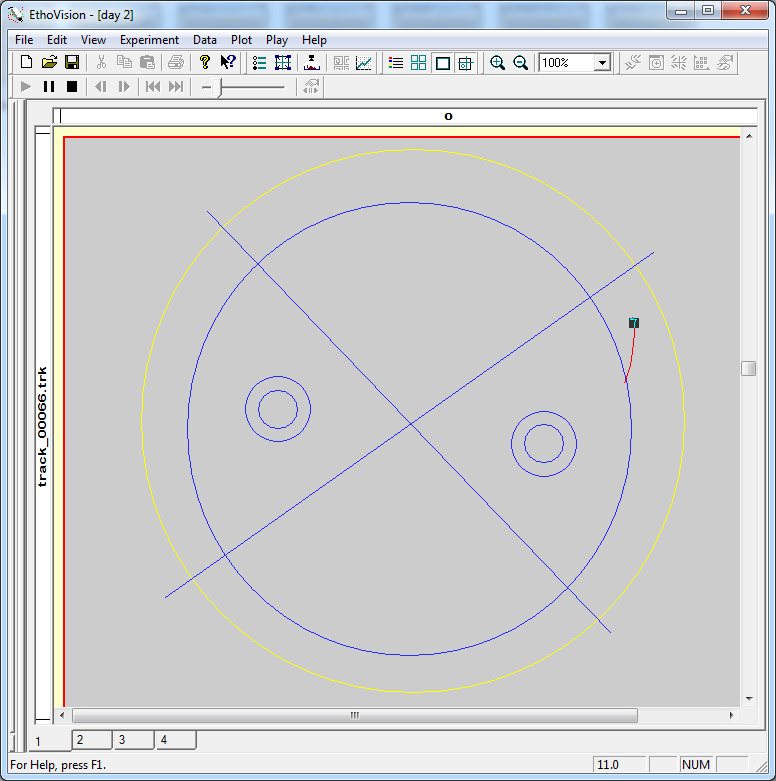 EthoVision - [day 2]
File Edit View Experiment Data Plot Play Help
100%
o
track_00066.trk
1 2 3 4
For Help, press F1. 11.0 NUM